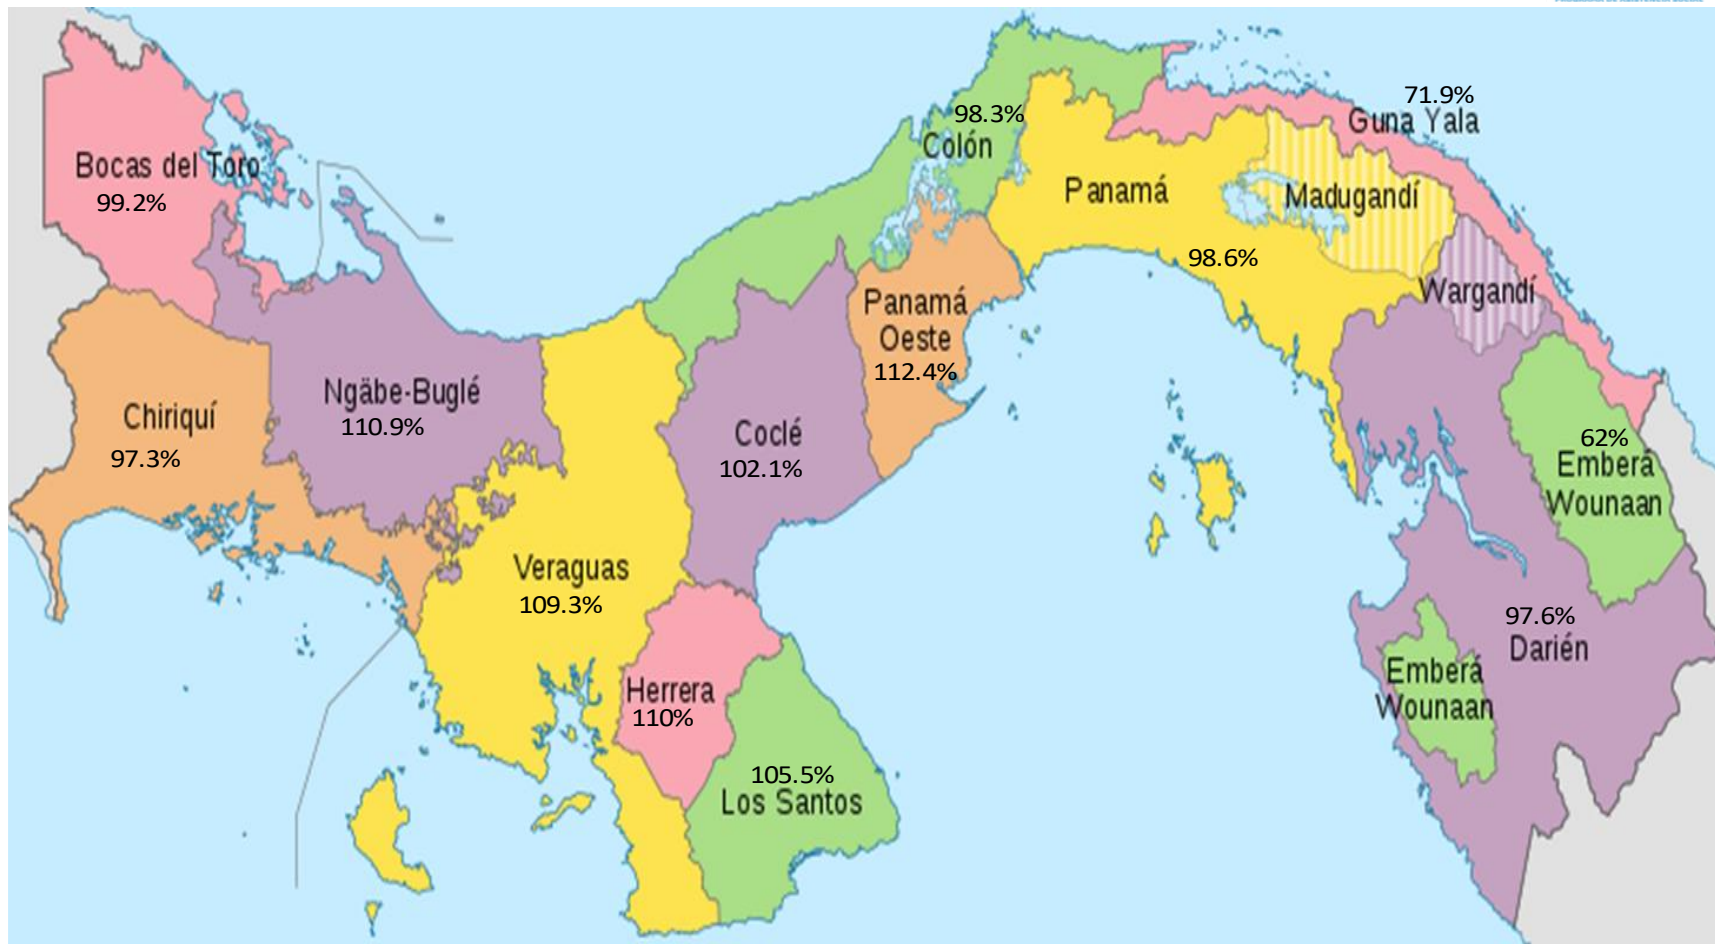 Bocas del Toro
99.2%
Chiriquí
97.3%
Ngäbe-Buglé
110.9%
Veraguas
109.3%
Herrera
110%
105.5%
Los Santos
Coclé
102.1%
98.3%
Colón
Panamá
Oeste
112.4%
Panamá
98.6%
Madugandí
Wargandí
71.9%
Guna Yala
62%
Emberá
Wounaan
97.6%
Darién
Emberá
Wounaan